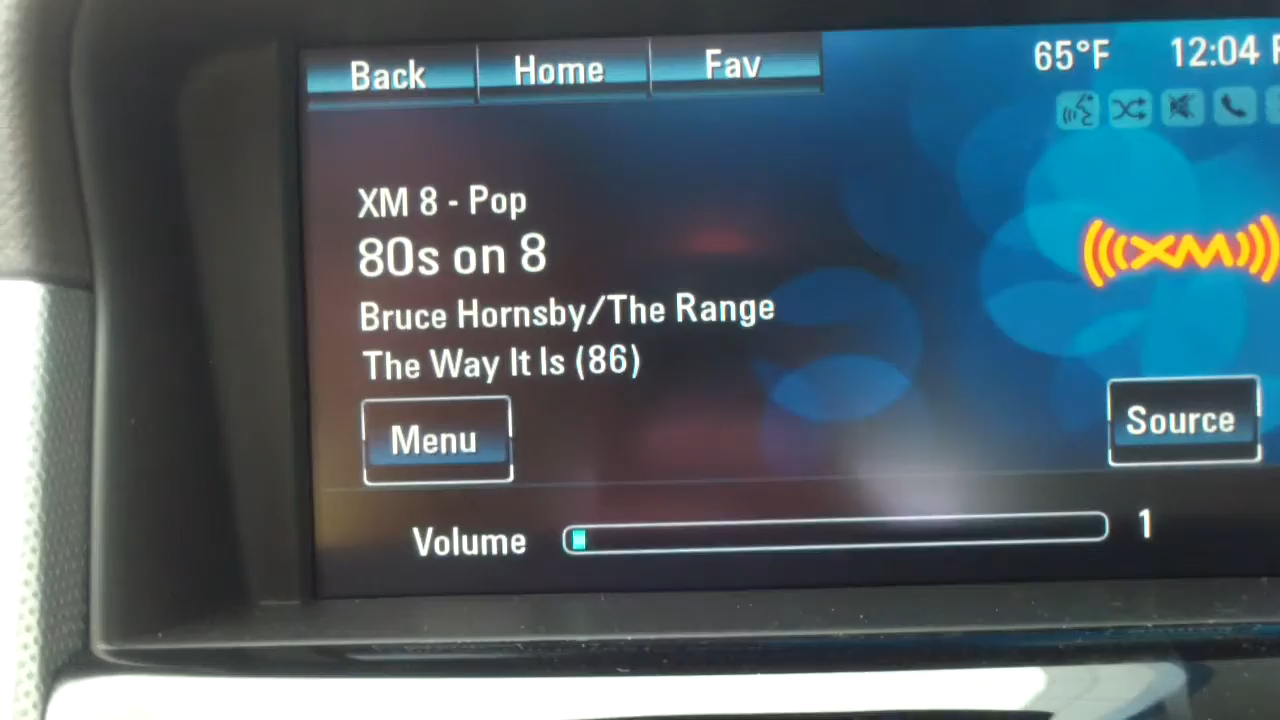 Back Home Fav 65°F 12:04
XM 8 - Pop
80s on 8
Bruce Hornsby/The Range
The Way It Is (86)
XM
Menu
Source
Volume 1